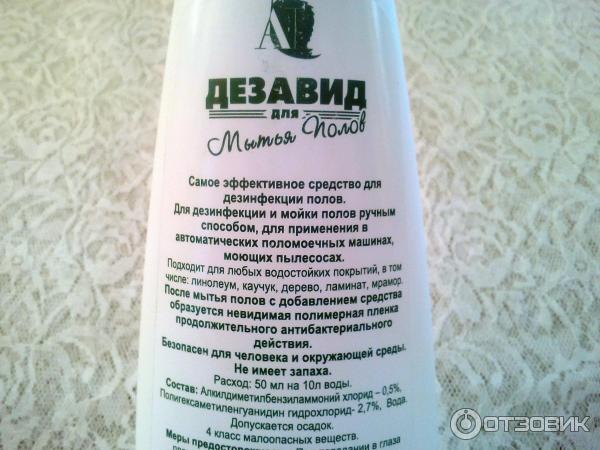 ДЕЗАВИД
для
Мытья Полов
Самое эффективное средство для
дезинфекции полов.
Для дезинфекции и мойки полов ручным
способом, для применения в
автоматических поломоечных машинах,
моющих пылесосах.
Подходит для любых водостойких покрытий, в том
числе: линолеум, каучук, дерево, ламинат, мрамор.
После мытья полов с добавлением средства
образуется невидимая полимерная пленка
продолжительного антибактериального
действия.
Безопасен для человека и окружающей среды.
Не имеет запаха.
Расход: 50 мл на 10л воды.
Состав: Алкилдиметилбензиламмоний хлорид – 0,5%,
Полигексаметиленгуанидин гидрохлорид- 2,7%, Вода.
Допускается осадок.
4 класс малоопасных веществ.
Меры попадании в глаза
ОТЗОВИК